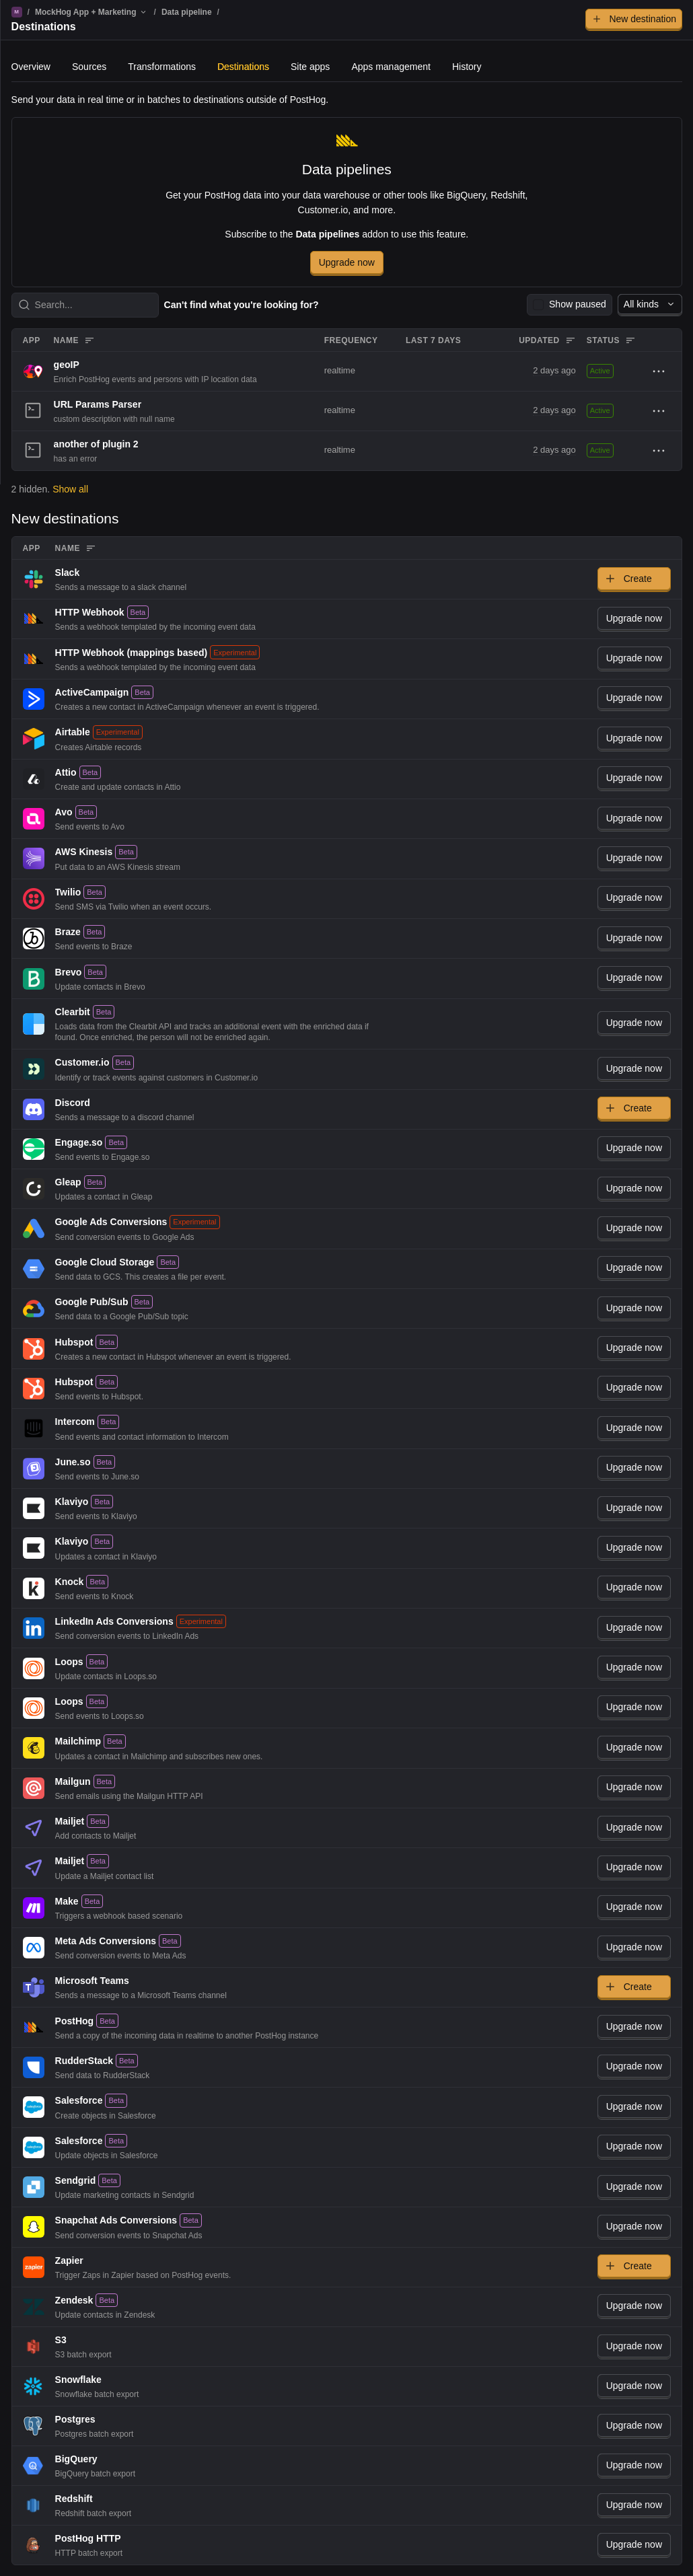 M / MockHog App + Marketing / Data pipeline /
Destinations
New destination
Overview Sources Transformations Destinations Site apps Apps management History
Send your data in real time or in batches to destinations outside of PostHog.
Data pipelines
Get your PostHog data into your data warehouse or other tools like BigQuery, Redshift,
Customer.io, and more.
Subscribe to the Data pipelines addon to use this feature.
Upgrade now
Search... Can't find what you're looking for? Show paused All kinds
APP NAME FREQUENCY LAST 7 DAYS UPDATED STATUS
geoIP
Enrich PostHog events and persons with IP location data
realtime 2 days ago Active
URL Params Parser
custom description with null name
realtime 2 days ago Active
another of plugin 2
has an error
realtime 2 days ago Active
2 hidden. Show all
New destinations
APP NAME
Slack
Sends a message to a slack channel
Create
HTTP Webhook Beta
Sends a webhook templated by the incoming event data
Upgrade now
HTTP Webhook (mappings based) Experimental
Sends a webhook templated by the incoming event data
Upgrade now
ActiveCampaign Beta
Creates a new contact in ActiveCampaign whenever an event is triggered.
Upgrade now
Airtable Experimental
Creates Airtable records
Upgrade now
Attio Beta
Create and update contacts in Attio
Upgrade now
Avo Beta
Send events to Avo
Upgrade now
AWS Kinesis Beta
Put data to an AWS Kinesis stream
Upgrade now
Twilio Beta
Send SMS via Twilio when an event occurs.
Upgrade now
Braze Beta
Send events to Braze
Upgrade now
Brevo Beta
Update contacts in Brevo
Upgrade now
Clearbit Beta
Loads data from the Clearbit API and tracks an additional event with the enriched data if
found. Once enriched, the person will not be enriched again.
Upgrade now
Customer.io Beta
Identify or track events against customers in Customer.io
Upgrade now
Discord
Sends a message to a discord channel
Create
Engage.so Beta
Send events to Engage.so
Upgrade now
Gleap Beta
Updates a contact in Gleap
Upgrade now
Google Ads Conversions Experimental
Send conversion events to Google Ads
Upgrade now
Google Cloud Storage Beta
Send data to GCS. This creates a file per event.
Upgrade now
Google Pub/Sub Beta
Send data to a Google Pub/Sub topic
Upgrade now
Hubspot Beta
Creates a new contact in Hubspot whenever an event is triggered.
Upgrade now
Hubspot Beta
Send events to Hubspot.
Upgrade now
Intercom Beta
Send events and contact information to Intercom
Upgrade now
June.so Beta
Send events to June.so
Upgrade now
Klaviyo Beta
Send events to Klaviyo
Upgrade now
Klaviyo Beta
Updates a contact in Klaviyo
Upgrade now
Knock Beta
Send events to Knock
Upgrade now
LinkedIn Ads Conversions Experimental
Send conversion events to LinkedIn Ads
Upgrade now
Loops Beta
Update contacts in Loops.so
Upgrade now
Loops Beta
Send events to Loops.so
Upgrade now
Mailchimp Beta
Updates a contact in Mailchimp and subscribes new ones.
Upgrade now
Mailgun Beta
Send emails using the Mailgun HTTP API
Upgrade now
Mailjet Beta
Add contacts to Mailjet
Upgrade now
Mailjet Beta
Update a Mailjet contact list
Upgrade now
Make Beta
Triggers a webhook based scenario
Upgrade now
Meta Ads Conversions Beta
Send conversion events to Meta Ads
Upgrade now
Microsoft Teams
Sends a message to a Microsoft Teams channel
Create
PostHog Beta
Send a copy of the incoming data in realtime to another PostHog instance
Upgrade now
RudderStack Beta
Send data to RudderStack
Upgrade now
Salesforce Beta
Create objects in Salesforce
Upgrade now
Salesforce Beta
Update objects in Salesforce
Upgrade now
Sendgrid Beta
Update marketing contacts in Sendgrid
Upgrade now
Snapchat Ads Conversions Beta
Send conversion events to Snapchat Ads
Upgrade now
zapier
Zapier
Trigger Zaps in Zapier based on PostHog events.
Create
Zendesk Beta
Update contacts in Zendesk
Upgrade now
S3
S3 batch export
Upgrade now
Snowflake
Snowflake batch export
Upgrade now
Postgres
Postgres batch export
Upgrade now
BigQuery
BigQuery batch export
Upgrade now
Redshift
Redshift batch export
Upgrade now
PostHog HTTP
HTTP batch export
Upgrade now